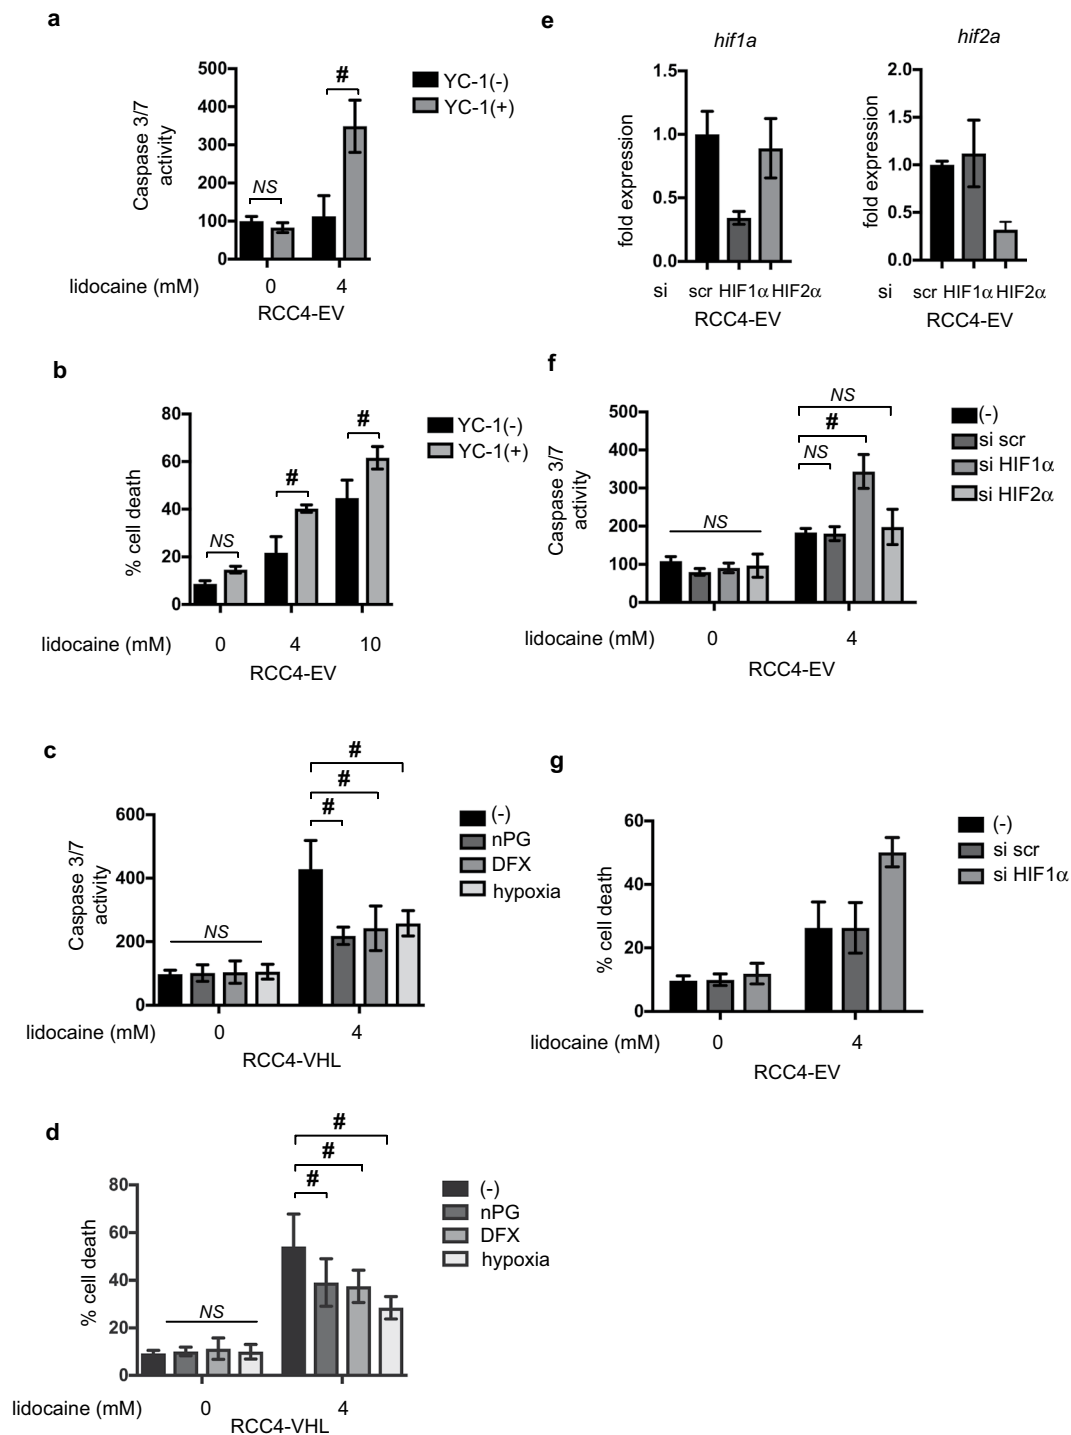 a
500
400
300
200
100
0
Caspase 3/7
activity
NS
#
YC-1(-)
YC-1(+)
lidocaine (mM)
0
4
RCC4-EV
b
80
60
40
20
0
% cell death
NS
#
#
YC-1(-)
YC-1(+)
lidocaine (mM)
0
4
10
RCC4-EV
c
600
400
200
0
Caspase 3/7
activity
NS
#
#
#
(-)
nPG
DFX
hypoxia
lidocaine (mM)
0
4
RCC4-VHL
d
80
60
40
20
0
% cell death
NS
#
#
#
(-)
nPG
DFX
hypoxia
lidocaine (mM)
0
4
RCC4-VHL
e
hif1a
1.5
1.0
0.5
0.0
fold expression
si
scr HIF1α HIF2α
RCC4-EV
hif2a
2.0
1.5
1.0
0.5
0.0
fold expression
si
scr HIF1α HIF2α
RCC4-EV
f
500
400
300
200
100
0
Caspase 3/7
activity
NS
NS
#
NS
(-)
si scr
si HIF1α
si HIF2α
lidocaine (mM)
0
4
RCC4-EV
g
60
40
20
0
% cell death
(-)
si scr
si HIF1α
lidocaine (mM)
0
4
RCC4-EV